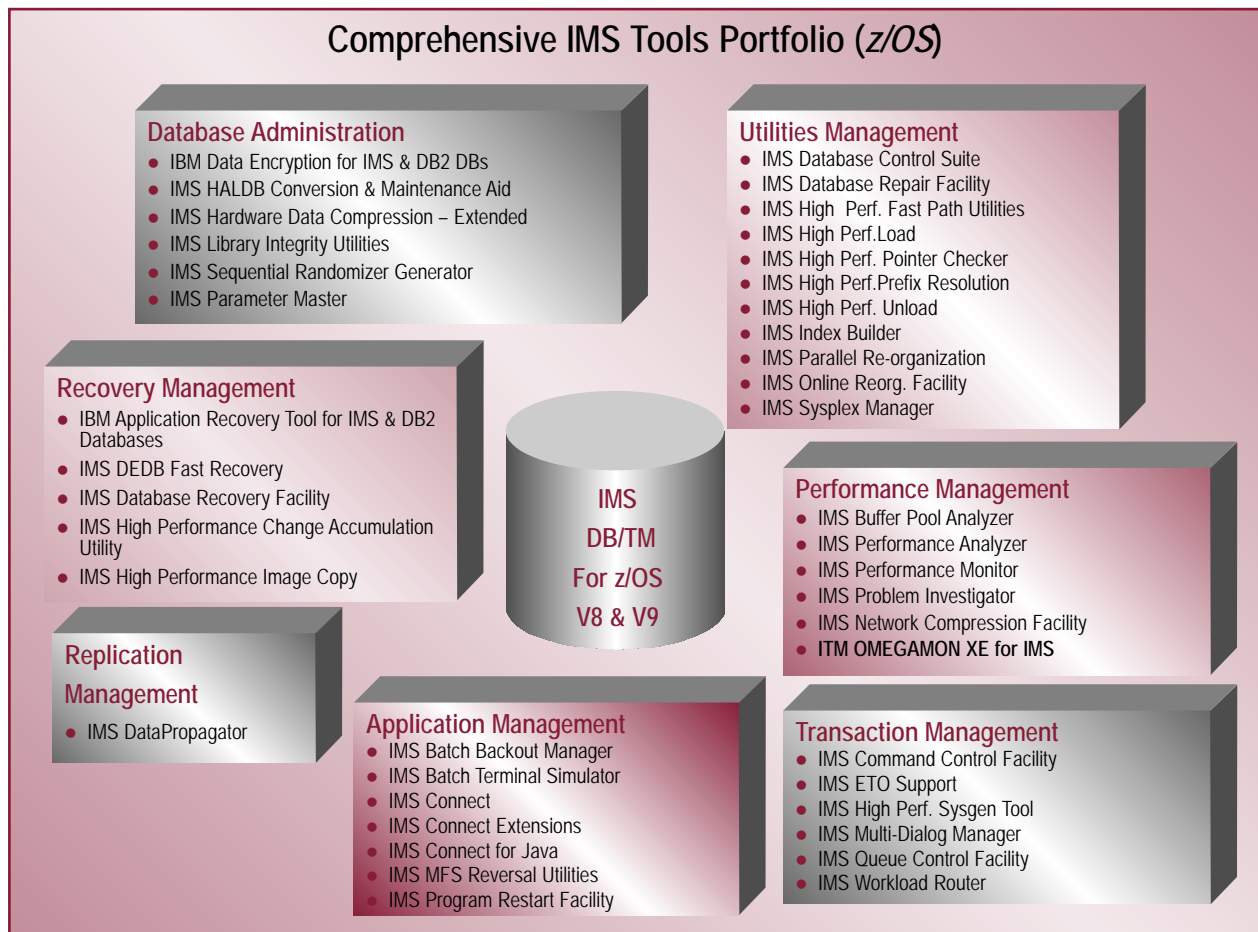 Comprehensive IMS Tools Portfolio (z/OS)
Database Administration
● IBM Data Encryption for IMS & DB2 DBs
● IMS HALDB Conversion & Maintenance Aid
● IMS Hardware Data Compression – Extended
● IMS Library Integrity Utilities
● IMS Sequential Randomizer Generator
● IMS Parameter Master
Utilities Management
● IMS Database Control Suite
● IMS Database Repair Facility
● IMS High  Perf. Fast Path Utilities
● IMS High Perf.Load
● IMS High Perf. Pointer Checker
● IMS High Perf.Prefix Resolution
● IMS High Perf. Unload
● IMS Index Builder
● IMS Parallel Re-organization
● IMS Online Reorg. Facility
● IMS Sysplex Manager
Recovery Management
● IBM Application Recovery Tool for IMS & DB2
Databases
● IMS DEDB Fast Recovery
● IMS Database Recovery Facility
● IMS High Performance Change Accumulation
Utility
● IMS High Performance Image Copy
IMS
DB/TM
For z/OS
V8 & V9
Performance Management
● IMS Buffer Pool Analyzer
● IMS Performance Analyzer
● IMS Performance Monitor
● IMS Problem Investigator
● IMS Network Compression Facility
● ITM OMEGAMON XE for IMS
Replication
Management
● IMS DataPropagator
Application Management
● IMS Batch Backout Manager
● IMS Batch Terminal Simulator
● IMS Connect
● IMS Connect Extensions
● IMS Connect for Java
● IMS MFS Reversal Utilities
● IMS Program Restart Facility
Transaction Management
● IMS Command Control Facility
● IMS ETO Support
● IMS High Perf. Sysgen Tool
● IMS Multi-Dialog Manager
● IMS Queue Control Facility
● IMS Workload Router